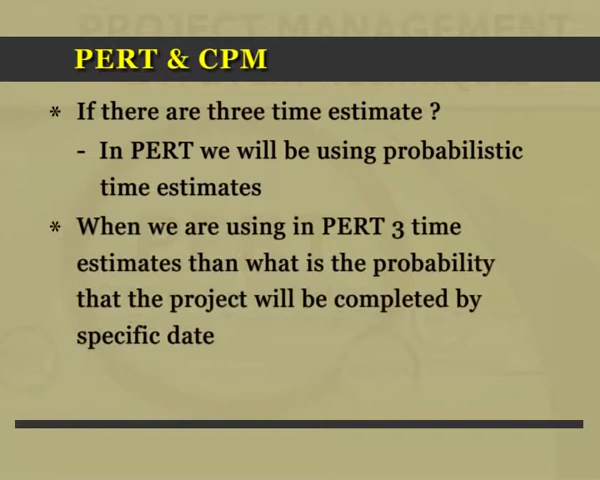 PROJECT MANAGEMENT
PERT & CPM
* If there are three time estimate ?
- In PERT we will be using probabilistic
time estimates
* When we are using in PERT 3 time
estimates than what is the probability
that the project will be completed by
specific date